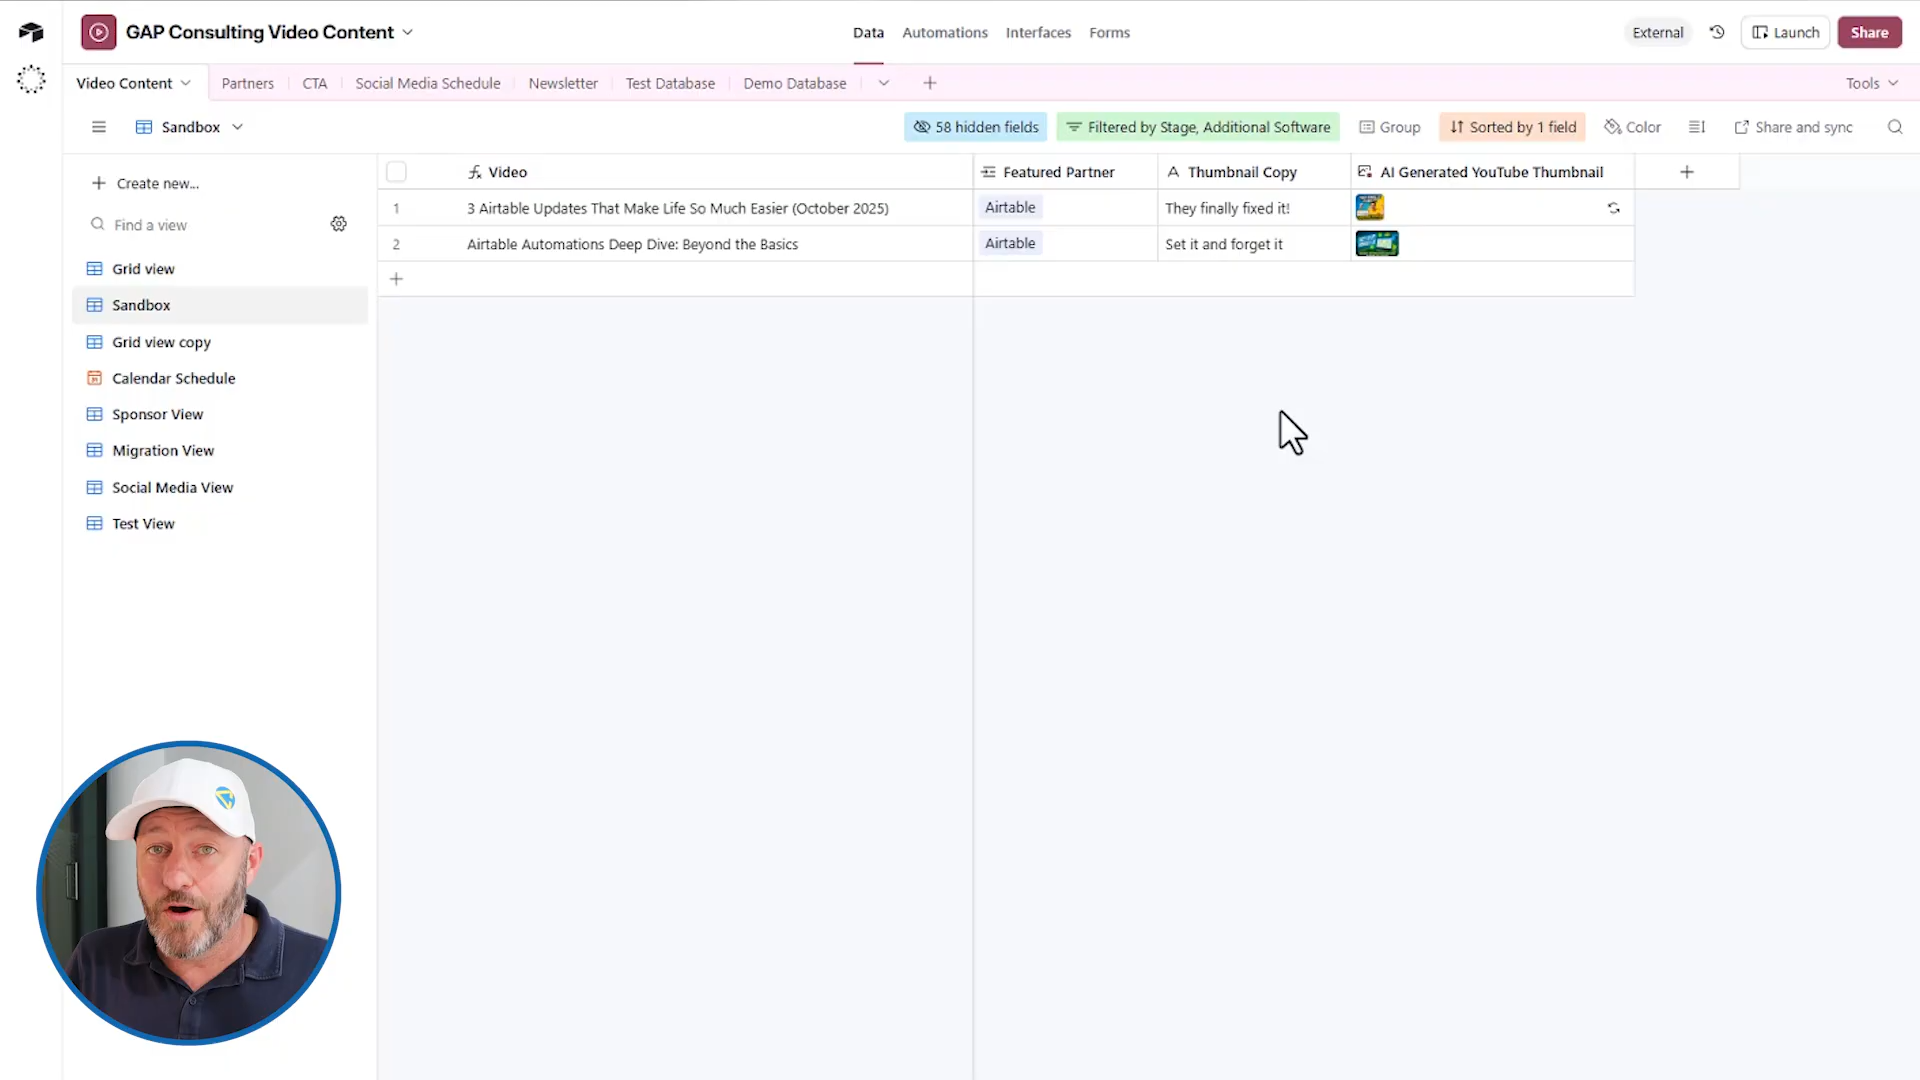 GAP Consulting Video Content
Data
Automations
Interfaces
Forms
External
Launch
Share
Video Content
Partners
CTA
Social Media Schedule
Newsletter
Test Database
Demo Database
Tools
Sandbox
58 hidden fields
Filtered by Stage, Additional Software
Group
Sorted by 1 field
Color
Share and sync
Create new...
Find a view
Grid view
Sandbox
Grid view copy
Calendar Schedule
Sponsor View
Migration View
Social Media View
Test View
Video
Featured Partner
Thumbnail Copy
AI Generated YouTube Thumbnail
1
3 Airtable Updates That Make Life So Much Easier (October 2025)
Airtable
They finally fixed it!
2
Airtable Automations Deep Dive: Beyond the Basics
Airtable
Set it and forget it